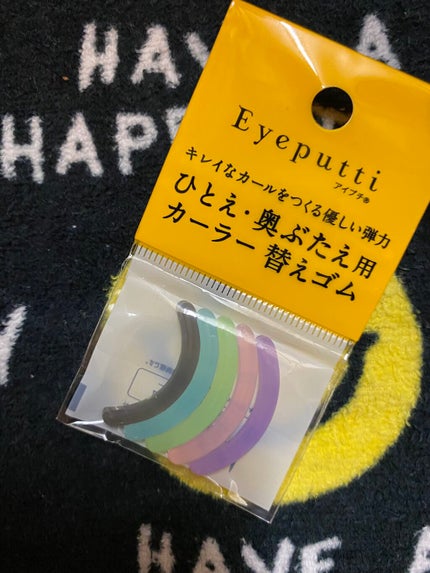 HAVE A
HAPP
Eyeputti
アイプチ®
キレイなカールをつくる優しい弾力
ひとえ・奥ぶたえ用
カーラー 替えゴム
HAVE A